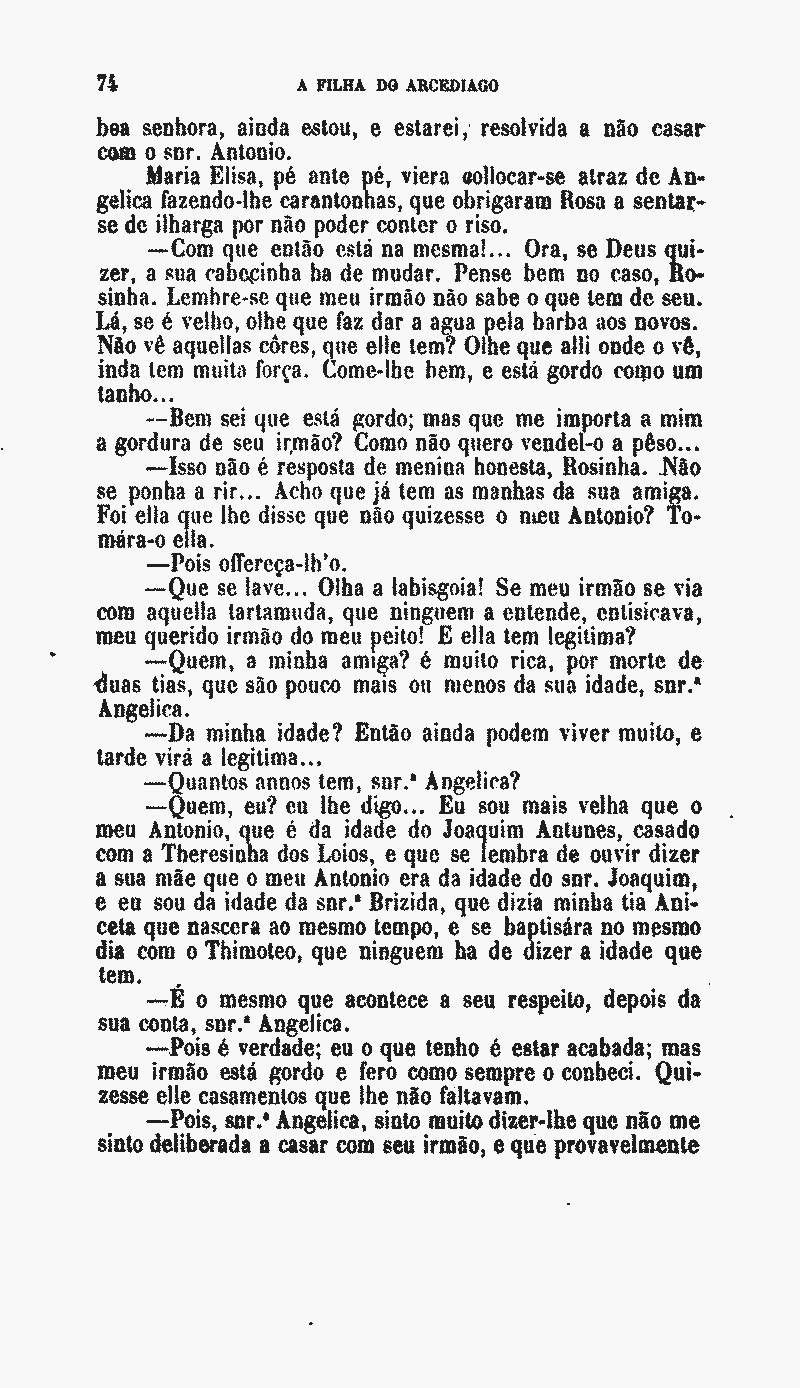 74 A FILHA DO ARCEDIAGO
boa senhora, ainda estou, e estarei, resolvida a não casar
com o snr. Antonio.
Maria Elisa, pé ante pé, viera collocar-se atraz de An-
gelica fazendo-lhe carantonhas, que obrigaram Rosa a sentar-
se de ilharga por não poder conter o riso.
—Com que então está na mesma!... Ora, se Deus qui-
zer, a sua cabecinha ha de mudar. Pense bem no caso, Ro-
sinha. Lembre-se que meu irmão não sabe o que tem de seu.
Lá, se é velho, olhe que faz dar a agua pela barba aos novos.
Não vê aquellas côres, que elle tem? Olhe que alli onde o vê,
inda tem muita força. Come-lhe bem, e está gordo como um
tanho...
—Bem sei que está gordo; mas que me importa a mim
a gordura de seu irmão? Como não quero vendel-o a pêso...
—Isso não é resposta de menina honesta, Rosinha. Não
se ponha a rir... Acho que já tem as manhas da sua amiga.
Foi ella que lhe disse que não quizesse o meu Antonio? To-
mára-o ella.
—Pois offereça-lh'o.
—Que se lave... Olha a labisgoia! Se meu irmão se via
com aquella tartamuda, que ninguem a entende, entisicava,
meu querido irmão do meu peito! E ella tem legitima?
—Quem, a minha amiga? é muito rica, por morte de
duas tias, que são pouco mais ou menos da sua idade, snr.ª
Angelica.
—Da minha idade? Então ainda podem viver muito, e
tarde virá a legitima...
—Quantos annos tem, snr.ª Angelica?
—Quem, eu? eu lhe digo... Eu sou mais velha que o
meu Antonio, que é da idade do Joaquim Antunes, casado
com a Theresinha dos Loios, e que se lembra de ouvir dizer
a sua mãe que o meu Antonio era da idade do snr. Joaquim,
e eu sou da idade da snr.ª Brizida, que dizia minha tia Ani-
ceta que nascera ao mesmo tempo, e se baptisára no mesmo
dia com o Thimoteo, que ninguem ha de dizer a idade que
tem.
—É o mesmo que acontece a seu respeito, depois da
sua conta, snr.ª Angelica.
—Pois é verdade; eu o que tenho é estar acabada; mas
meu irmão está gordo e fero como sempre o conheci. Qui-
zesse elle casamentos que lhe não faltavam.
—Pois, snr.ª Angelica, sinto muito dizer-lhe que não me
sinto deliberada a casar com seu irmão, e que provavelmente